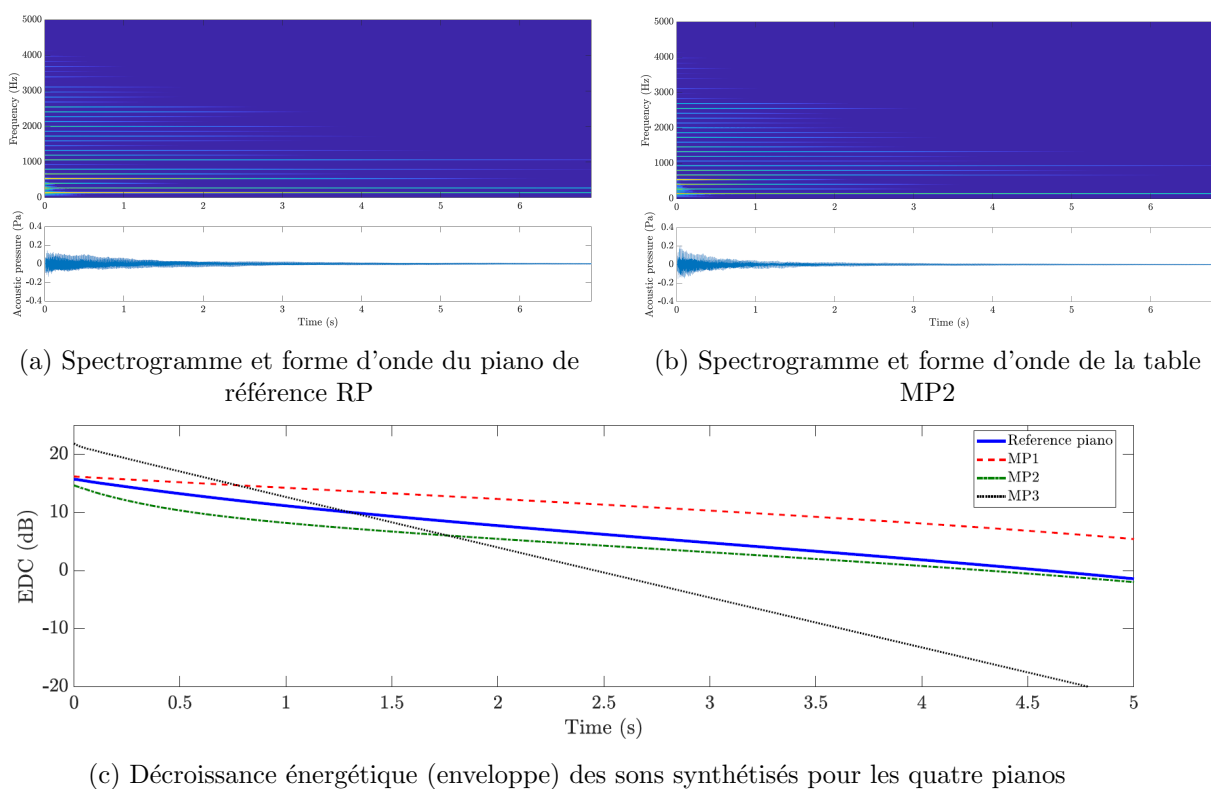 5000
4000
3000
2000
1000
0
Frequency (Hz)
0 1 2 3 4 5 6
0.4
0.2
0
-0.2
-0.4
Acoustic pressure (Pa)
0 1 2 3 4 5 6
Time (s)
(a) Spectrogramme et forme d'onde du piano de
référence RP
5000
4000
3000
2000
1000
0
Frequency (Hz)
0 1 2 3 4 5 6
0.4
0.2
0
-0.2
-0.4
Acoustic pressure (Pa)
0 1 2 3 4 5 6
Time (s)
(b) Spectrogramme et forme d'onde de la table
MP2
20
10
0
-10
-20
EDC (dB)
Reference piano
MP1
MP2
MP3
0 0.5 1 1.5 2 2.5 3 3.5 4 4.5 5
Time (s)
(c) Décroissance énergétique (enveloppe) des sons synthétisés pour les quatre pianos